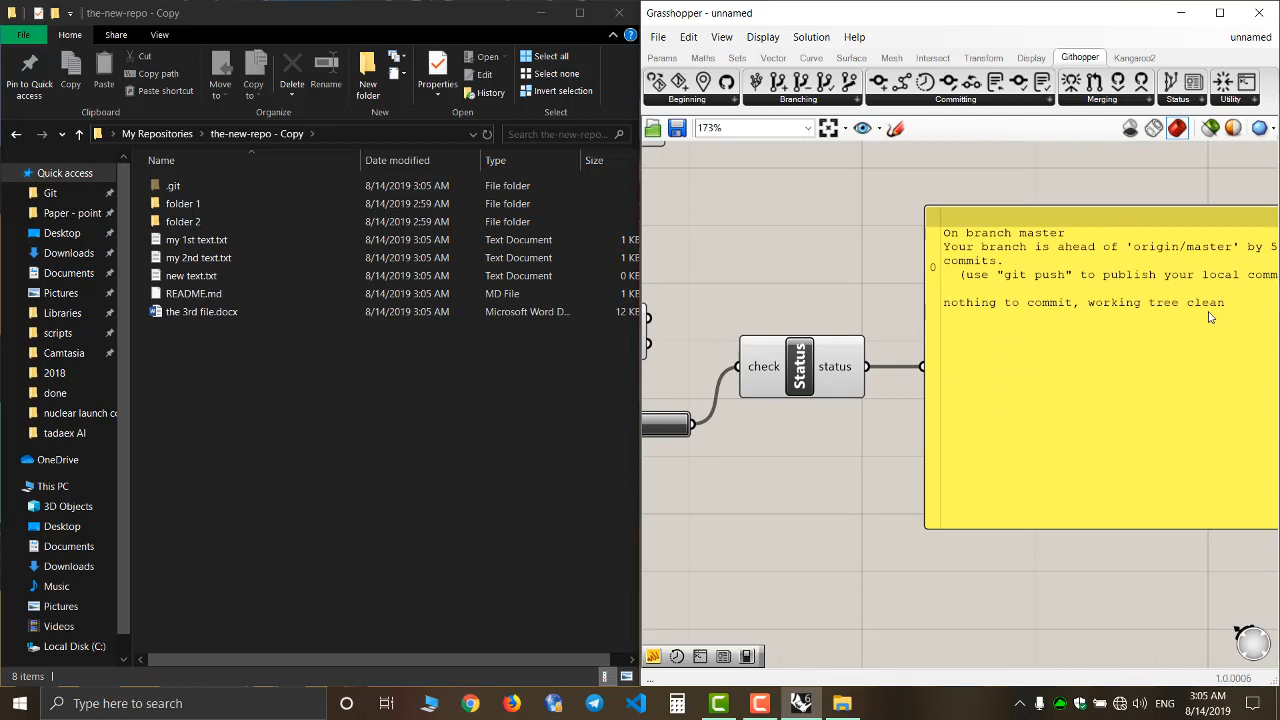 the-new-repo - Copy
File
Home
Share
View
Pin to Quick access
Copy
Paste
Cut
Copy path
Paste shortcut
Clipboard
Move to
Copy to
Delete
Rename
Organize
New folder
New
Properties
Open
Edit
History
Open
Select all
Select none
Invert selection
Select
My Repositories
the-new-repo - Copy
Search the-new-repo-...
Name
Date modified
Type
Size
.git 8/14/2019 3:05 AM File folder
folder 1 8/14/2019 2:59 AM File folder
folder 2 8/14/2019 2:59 AM File folder
my 1st text.txt 8/14/2019 3:05 AM Text Document 1 KB
my 2nd text.txt 8/14/2019 3:05 AM Text Document 1 KB
new text.txt 8/14/2019 3:05 AM Text Document 0 KB
README.md 8/14/2019 3:05 AM MD File 1 KB
the 3rd file.docx 8/14/2019 3:05 AM Microsoft Word D... 12 KB
Quick access
Git
Paper - point
Desktop
Downloads
Documents
Pictures
Libraries
scripts
Camtasia
2018
done
nuclear launch co
tadaex AI
OneDrive
This PC
3D Objects
Desktop
Documents
Downloads
Music
Pictures
Videos
Local Disk (C:)
8 items
Grasshopper - unnamed
File Edit View Display Solution Help
unnamed
Params Maths Sets Vector Curve Surface Mesh Intersect Transform Display Githopper Kangaroo2
Beginning
Branching
Committing
Merging
Status
Utility
173%
check
Status
status
0
On branch master
Your branch is ahead of 'origin/master' by 5
commits.
(use "git push" to publish your local comm
nothing to commit, working tree clean
...
1.0.0006
Type here to search
ENG
3:05 AM
8/14/2019